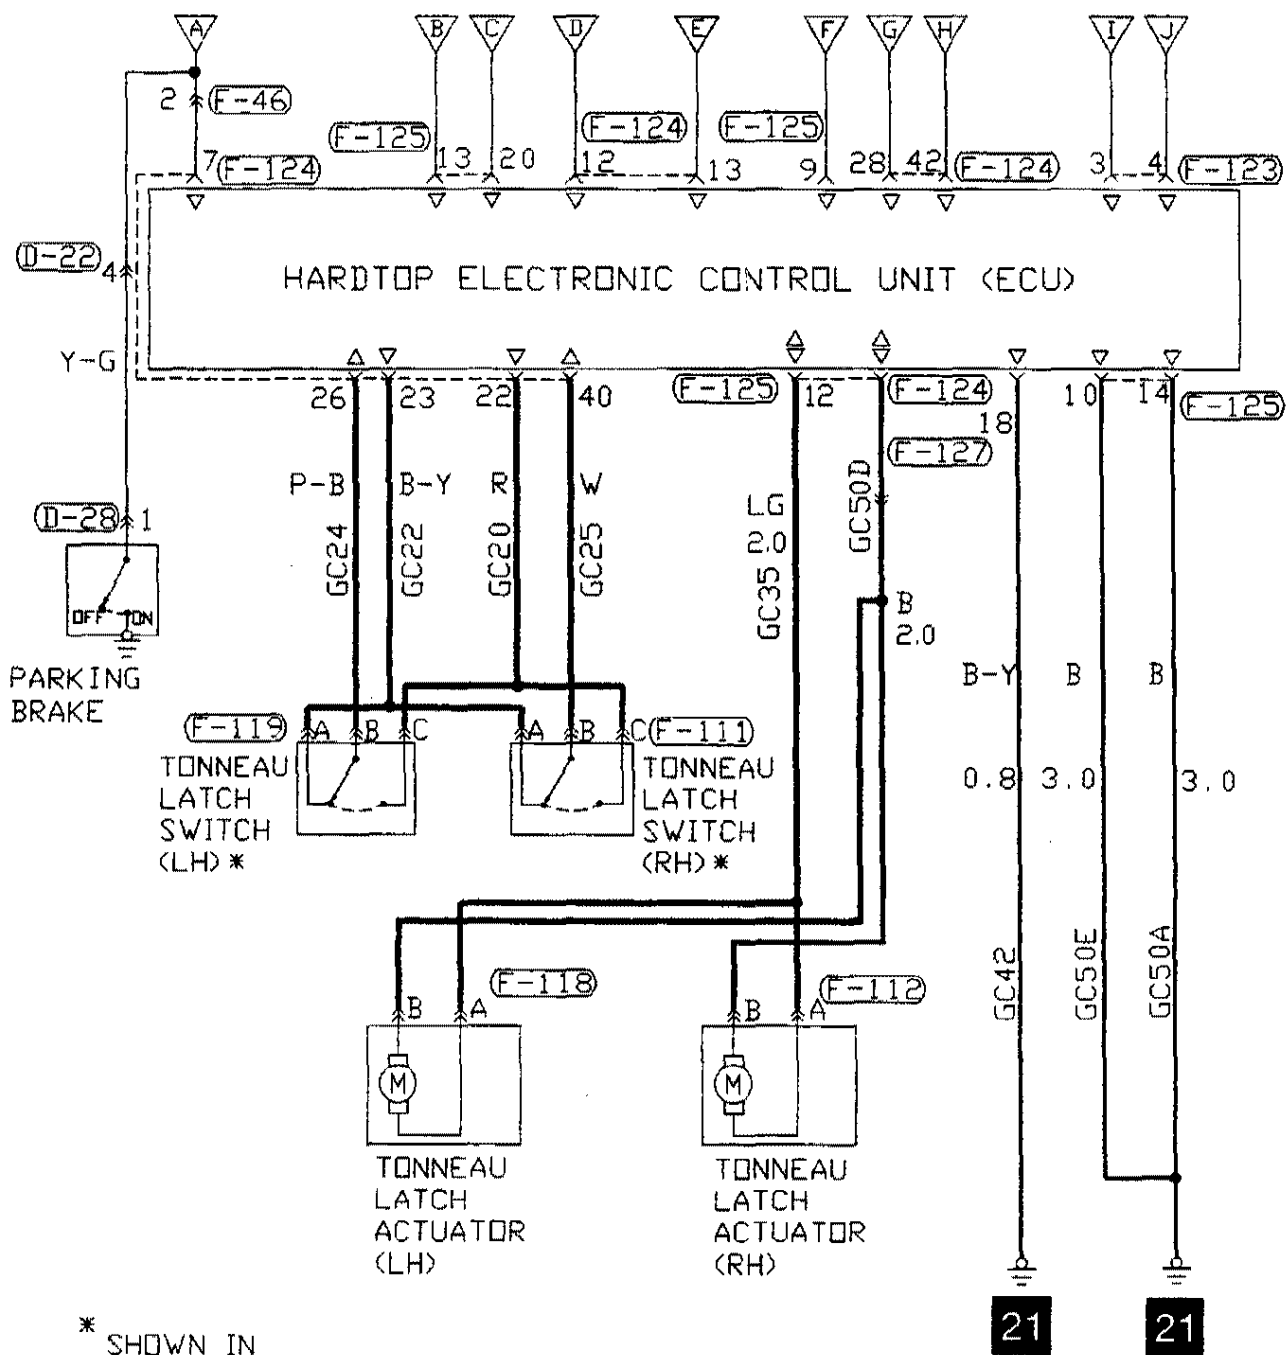 A B C D E F G H I J
2 F-46
F-125 F-124 F-125
7 F-124 13 20 12 13 9 28 42 F-124 3 4 F-123
D-22 4
HARDTOP ELECTRONIC CONTROL UNIT (ECU)
Y-G
26 23 22 40 F-125 12 F-124 10 14 F-125
18
F-127
P-B B-Y R W
LG
2.0
GC24 GC22 GC20 GC25 GC35 GC50D
D-28 1
OFF ON
B
2.0
PARKING
BRAKE
B-Y B B
F-119 A B C A B C F-111
TONNEAU
LATCH
SWITCH
(LH) *
TONNEAU
LATCH
SWITCH
(RH) *
0.8 3.0 3.0
GC42 GC50E GC50A
F-118 F-112
B A B A
M M
TONNEAU
LATCH
ACTUATOR
(LH)
TONNEAU
LATCH
ACTUATOR
(RH)
21 21
* SHOWN IN